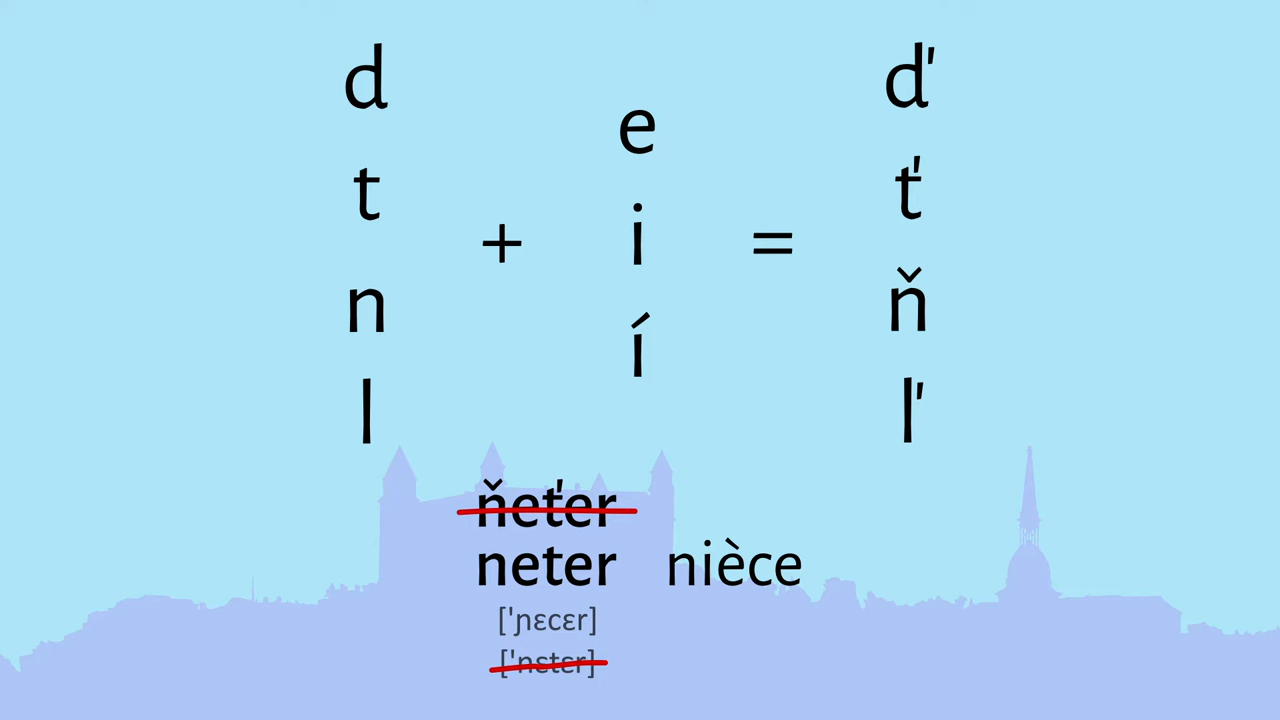 d e ď
t + i = ť
n í ň
l ľ
ňeťer
neter nièce
['ɲɛcɛr]
['nɛtɛr]